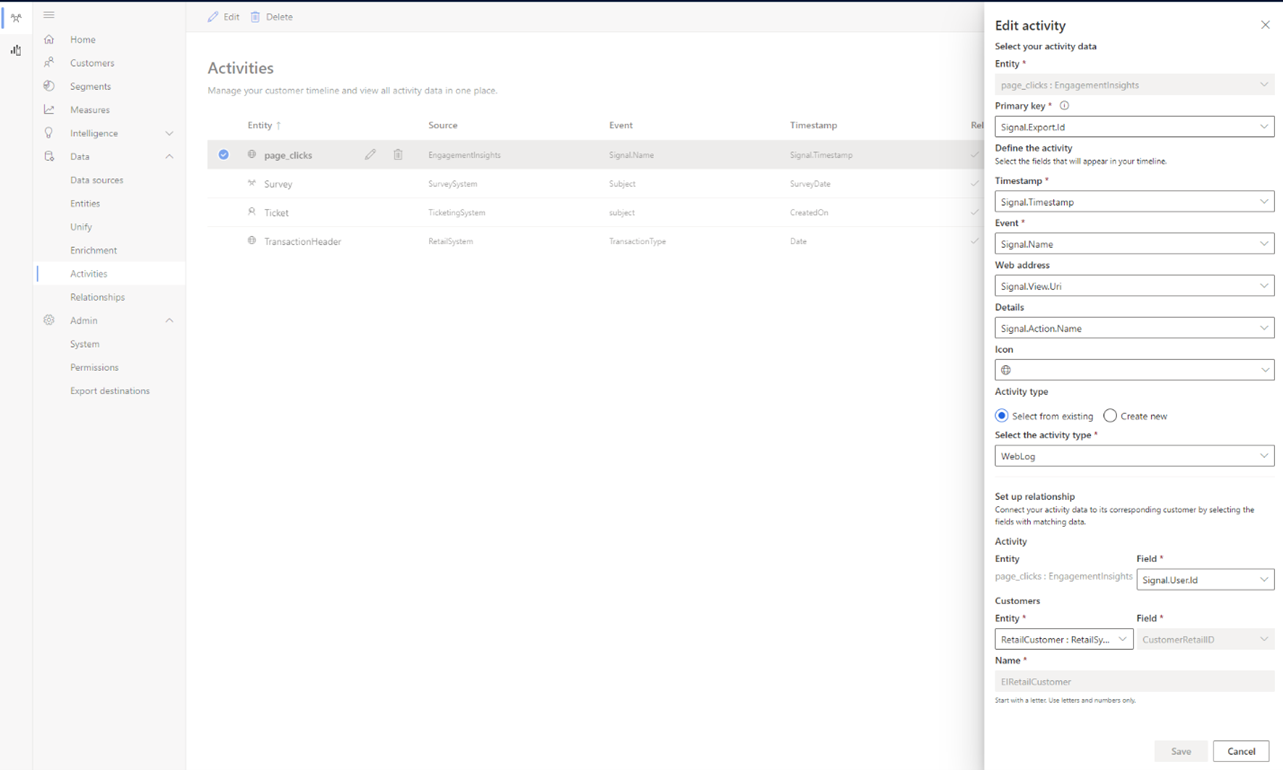 Edit Delete
Home
Customers
Segments
Measures
Intelligence
Data
Data sources
Entities
Unify
Enrichment
Activities
Relationships
Admin
System
Permissions
Export destinations
Activities
Manage your customer timeline and view all activity data in one place.
Entity ↑ Source Event Timestamp Rel
page_clicks EngagementInsights Signal.Name Signal.Timestamp
Survey SurveySystem Subject SurveyDate
Ticket TicketingSystem subject CreatedOn
TransactionHeader RetailSystem TransactionType Date
Edit activity
Select your activity data
Entity *
page_clicks : EngagementInsights
Primary key *
Signal.Export.Id
Define the activity
Select the fields that will appear in your timeline.
Timestamp *
Signal.Timestamp
Event *
Signal.Name
Web address
Signal.View.Uri
Details
Signal.Action.Name
Icon
Activity type
Select from existing Create new
Select the activity type *
WebLog
Set up relationship
Connect your activity data to its corresponding customer by selecting the
fields with matching data.
Activity
Entity Field *
page_clicks : EngagementInsights Signal.User.Id
Customers
Entity * Field *
RetailCustomer : RetailSy... CustomerRetailID
Name *
EIRetailCustomer
Start with a letter. Use letters and numbers only.
Save Cancel